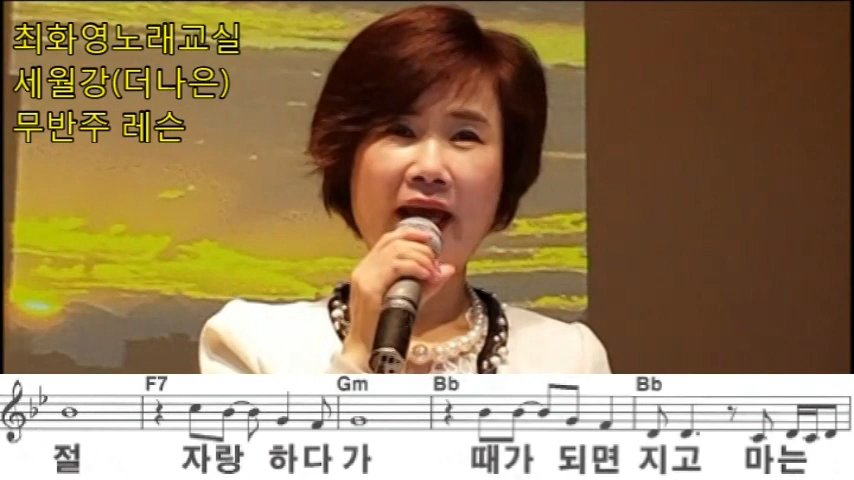 최화영노래교실
세월강(더나은)
무반주 레슨
F7 Gm Bb Bb
절 자랑 하다 가 때가 되면 지고 마는